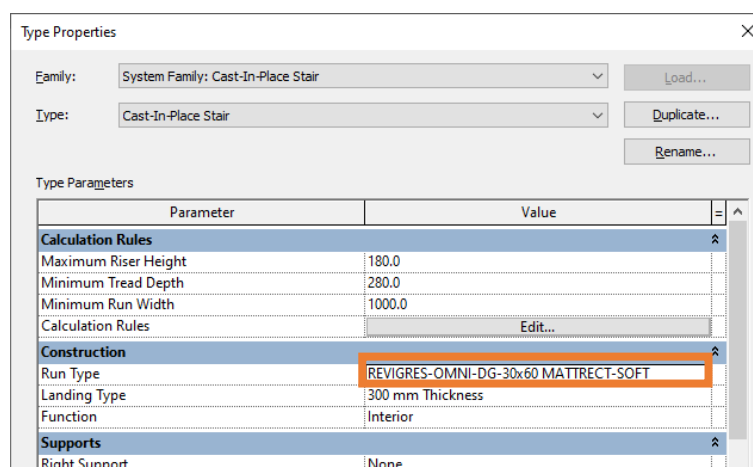 Type Properties
Family: System Family: Cast-In-Place Stair Load...
Type: Cast-In-Place Stair Duplicate...
Rename...
Type Parameters
Parameter Value =
Calculation Rules
Maximum Riser Height 180.0
Minimum Tread Depth 280.0
Minimum Run Width 1000.0
Calculation Rules Edit...
Construction
Run Type REVIGRES-OMNI-DG-30x60 MATTRECT-SOFT
Landing Type 300 mm Thickness
Function Interior
Supports
Right Support None